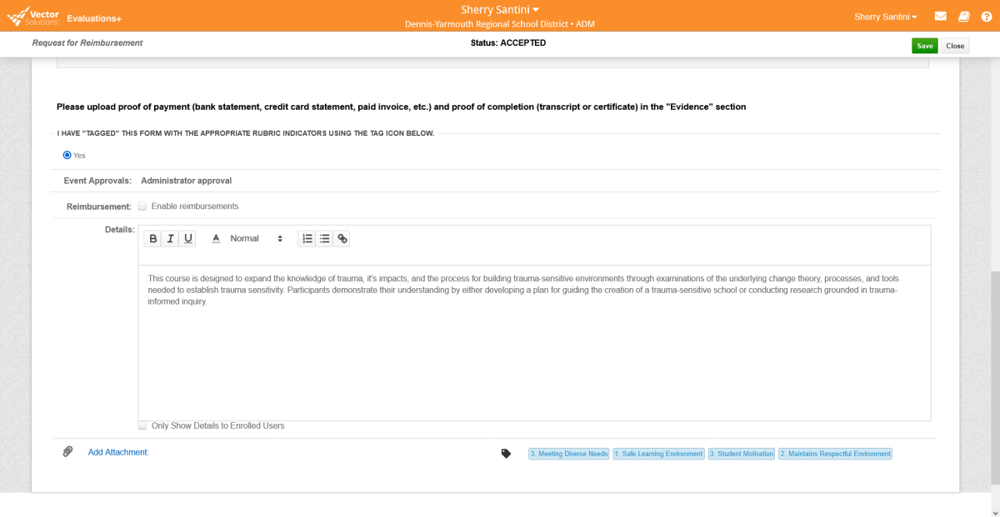 Vector Solutions
Evaluations+
Sherry Santini
Dennis-Yarmouth Regional School District • ADM
Sherry Santini
Request for Reimbursement
Status: ACCEPTED
Save
Close
Please upload proof of payment (bank statement, credit card statement, paid invoice, etc.) and proof of completion (transcript or certificate) in the "Evidence" section
I HAVE "TAGGED" THIS FORM WITH THE APPROPRIATE RUBRIC INDICATORS USING THE TAG ICON BELOW.
Yes
Event Approvals: Administrator approval
Reimbursement: Enable reimbursements
Details:
B I U A Normal
This course is designed to expand the knowledge of trauma, it's impacts, and the process for building trauma-sensitive environments through examinations of the underlying change theory, processes, and tools
needed to establish trauma sensitivity. Participants demonstrate their understanding by either developing a plan for guiding the creation of a trauma-sensitive school or conducting research grounded in trauma-
informed inquiry.
Only Show Details to Enrolled Users
Add Attachment:
3. Meeting Diverse Needs
1. Safe Learning Environment
3. Student Motivation
2. Maintains Respectful Environment